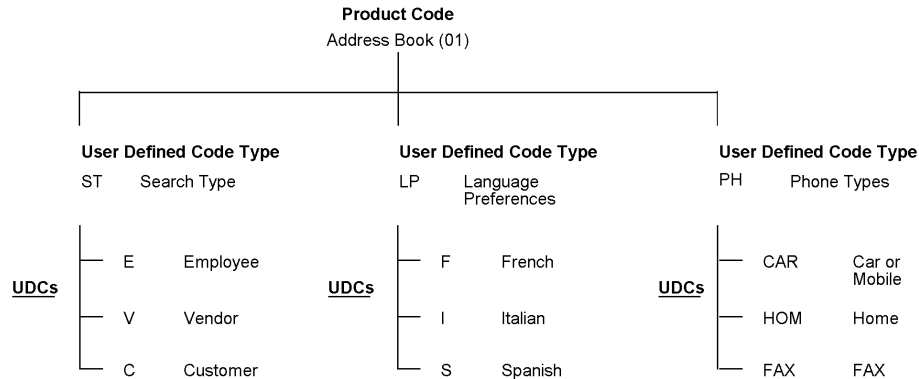 Product Code
Address Book (01)
User Defined Code Type
ST Search Type
UDCs
E Employee
V Vendor
C Customer
User Defined Code Type
LP Language
Preferences
UDCs
F French
I Italian
S Spanish
User Defined Code Type
PH Phone Types
UDCs
CAR Car or
Mobile
HOM Home
FAX FAX